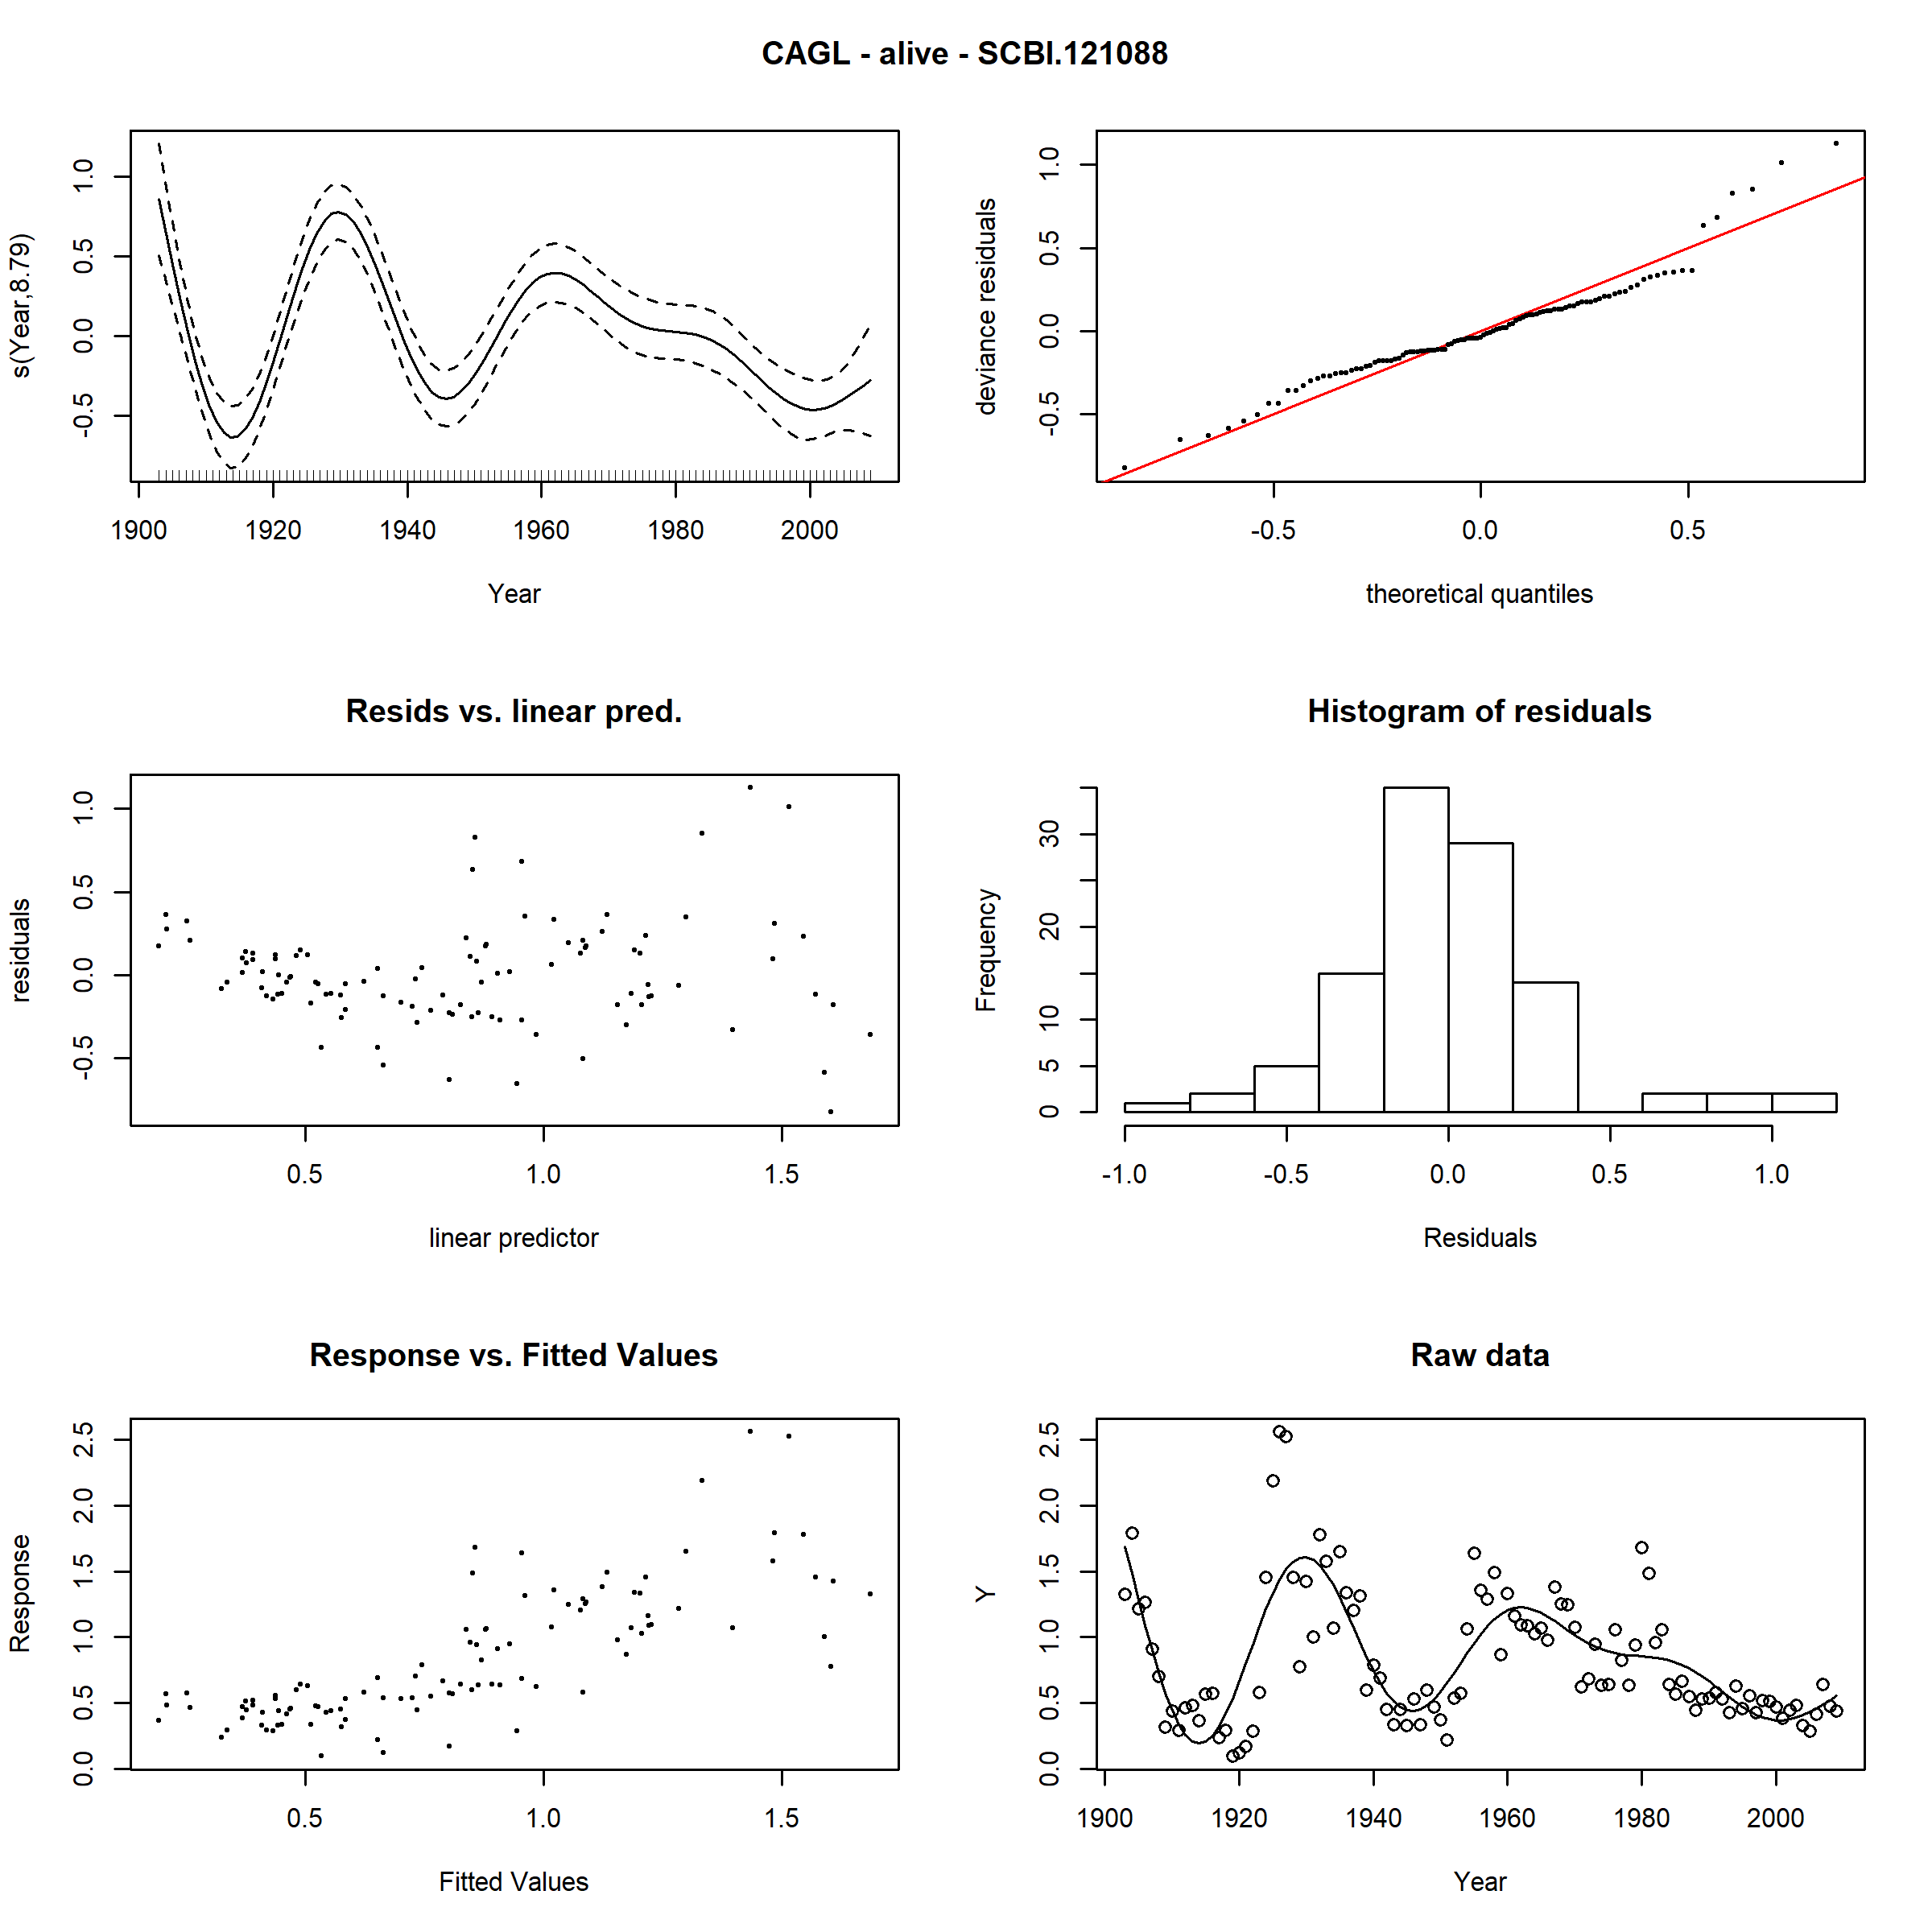 CAGL - alive - SCBI.121088
s(Year,8.79)
1.0
0.5
0.0
-0.5
1900 1920 1940 1960 1980 2000
Year
deviance residuals
1.0
0.5
0.0
-0.5
-0.5 0.0 0.5
theoretical quantiles
Resids vs. linear pred.
residuals
1.0
0.5
0.0
-0.5
0.5 1.0 1.5
linear predictor
Histogram of residuals
Frequency
30
20
10
5
0
-1.0 -0.5 0.0 0.5 1.0
Residuals
Response vs. Fitted Values
Response
2.5
2.0
1.5
1.0
0.5
0.0
0.5 1.0 1.5
Fitted Values
Raw data
Y
2.5
2.0
1.5
1.0
0.5
0.0
1900 1920 1940 1960 1980 2000
Year